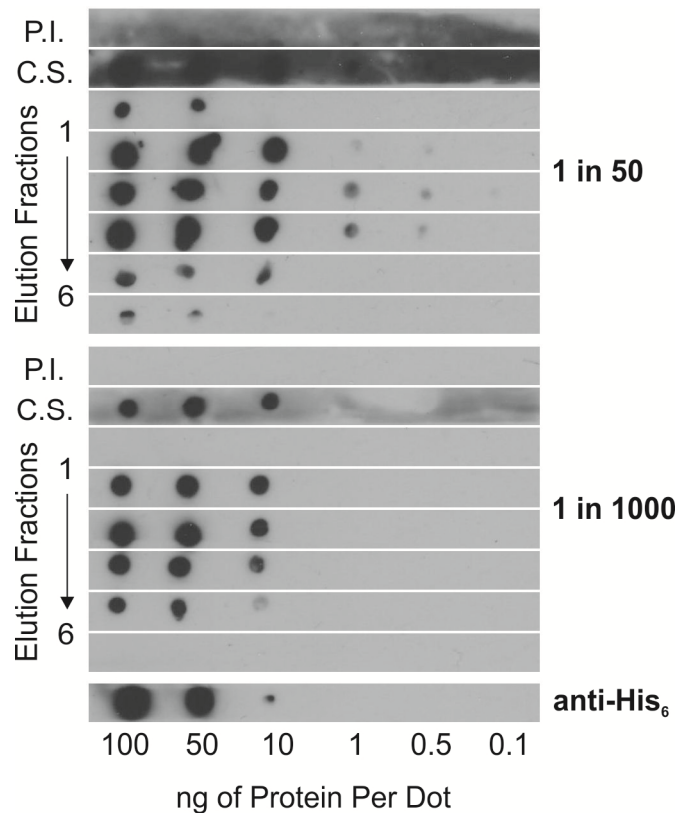 P.I.
C.S.
Elution Fractions
1
6
1 in 50
P.I.
C.S.
Elution Fractions
1
6
1 in 1000
anti-His₆
100 50 10 1 0.5 0.1
ng of Protein Per Dot